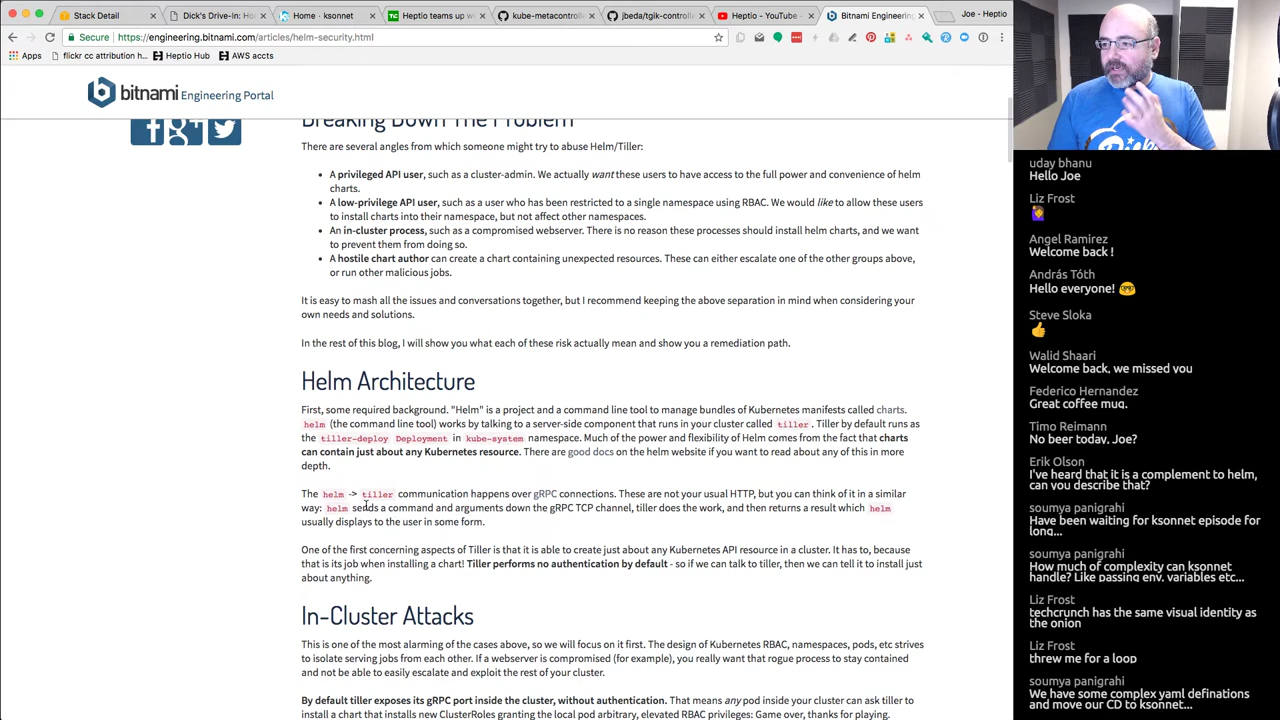 Stack Detail
Dick's Drive-In: Ho
Home · ksonnet
Heptio teams up w
kube-metacontrolle
jbeda/tgik-controlle
Heptio - YouTube
Bitnami Engineering
Joe - Heptio
Secure
https://engineering.bitnami.com/articles/helm-security.html
Apps
flickr cc attribution h...
Heptio Hub
AWS accts
bitnami Engineering Portal
Breaking Down The Problem
There are several angles from which someone might try to abuse Helm/Tiller:
• A privileged API user, such as a cluster-admin. We actually want these users to have access to the full power and convenience of helm
charts.
• A low-privilege API user, such as a user who has been restricted to a single namespace using RBAC. We would like to allow these users
to install charts into their namespace, but not affect other namespaces.
• An in-cluster process, such as a compromised webserver. There is no reason these processes should install helm charts, and we want
to prevent them from doing so.
• A hostile chart author can create a chart containing unexpected resources. These can either escalate one of the other groups above,
or run other malicious jobs.
It is easy to mash all the issues and conversations together, but I recommend keeping the above separation in mind when considering your
own needs and solutions.
In the rest of this blog, I will show you what each of these risk actually mean and show you a remediation path.
Helm Architecture
First, some required background. "Helm" is a project and a command line tool to manage bundles of Kubernetes manifests called charts.
helm (the command line tool) works by talking to a server-side component that runs in your cluster called tiller. Tiller by default runs as
the tiller-deploy Deployment in kube-system namespace. Much of the power and flexibility of Helm comes from the fact that charts
can contain just about any Kubernetes resource. There are good docs on the helm website if you want to read about any of this in more
depth.
The helm -> tiller communication happens over gRPC connections. These are not your usual HTTP, but you can think of it in a similar
way: helm sends a command and arguments down the gRPC TCP channel, tiller does the work, and then returns a result which helm
usually displays to the user in some form.
One of the first concerning aspects of Tiller is that it is able to create just about any Kubernetes API resource in a cluster. It has to, because
that is its job when installing a chart! Tiller performs no authentication by default - so if we can talk to tiller, then we can tell it to install just
about anything.
In-Cluster Attacks
This is one of the most alarming of the cases above, so we will focus on it first. The design of Kubernetes RBAC, namespaces, pods, etc strives
to isolate serving jobs from each other. If a webserver is compromised (for example), you really want that rogue process to stay contained
and not be able to easily escalate and exploit the rest of your cluster.
By default tiller exposes its gRPC port inside the cluster, without authentication. That means any pod inside your cluster can ask tiller to
install a chart that installs new ClusterRoles granting the local pod arbitrary, elevated RBAC privileges: Game over, thanks for playing.
uday bhanu
Hello Joe
Liz Frost
Angel Ramirez
Welcome back !
András Tóth
Hello everyone!
Steve Sloka
Walid Shaari
Welcome back, we missed you
Federico Hernandez
Great coffee mug.
Timo Reimann
No beer today, Joe?
Erik Olson
I've heard that it is a complement to helm,
can you describe that?
soumya panigrahi
Have been waiting for ksonnet episode for
long...
soumya panigrahi
How much of complexity can ksonnet
handle? Like passing env, variables etc...
Liz Frost
techcrunch has the same visual identity as
the onion
Liz Frost
threw me for a loop
soumya panigrahi
We have some complex yaml definations
and move our CD to ksonnet...